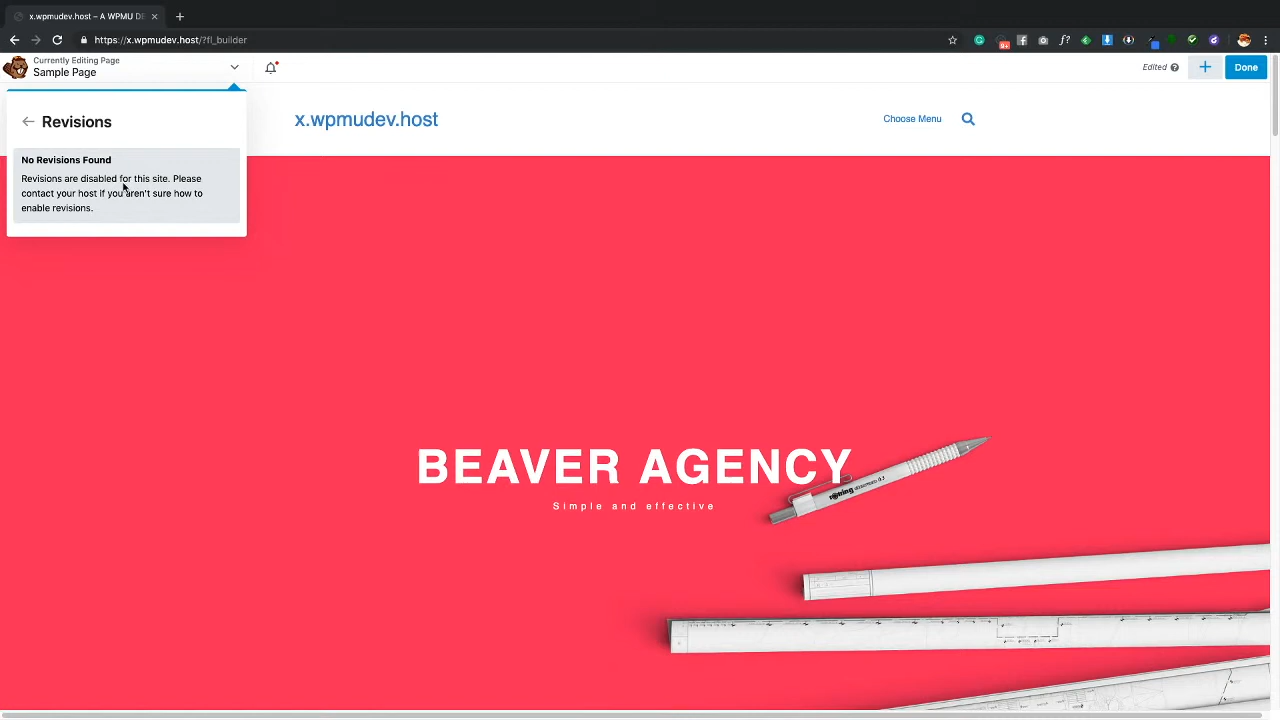 x.wpmudev.host – A WPMU DE
https://x.wpmudev.host/?fl_builder
Currently Editing Page
Sample Page
Edited
Done
Revisions
No Revisions Found
Revisions are disabled for this site. Please
contact your host if you aren't sure how to
enable revisions.
x.wpmudev.host
Choose Menu
BEAVER AGENCY
Simple and effective
rotring